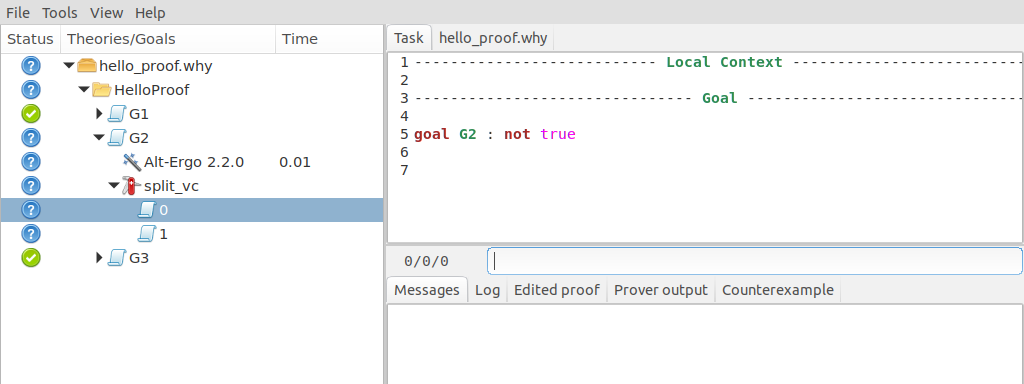 File Tools View Help
Status Theories/Goals Time
hello_proof.why
HelloProof
G1
G2
Alt-Ergo 2.2.0 0.01
split_vc
0
1
G3
Task hello_proof.why
1 --------------------------- Local Context ---------------------------
2
3 ------------------------------- Goal -------------------------------
4
5 goal G2 : not true
6
7
0/0/0
Messages Log Edited proof Prover output Counterexample